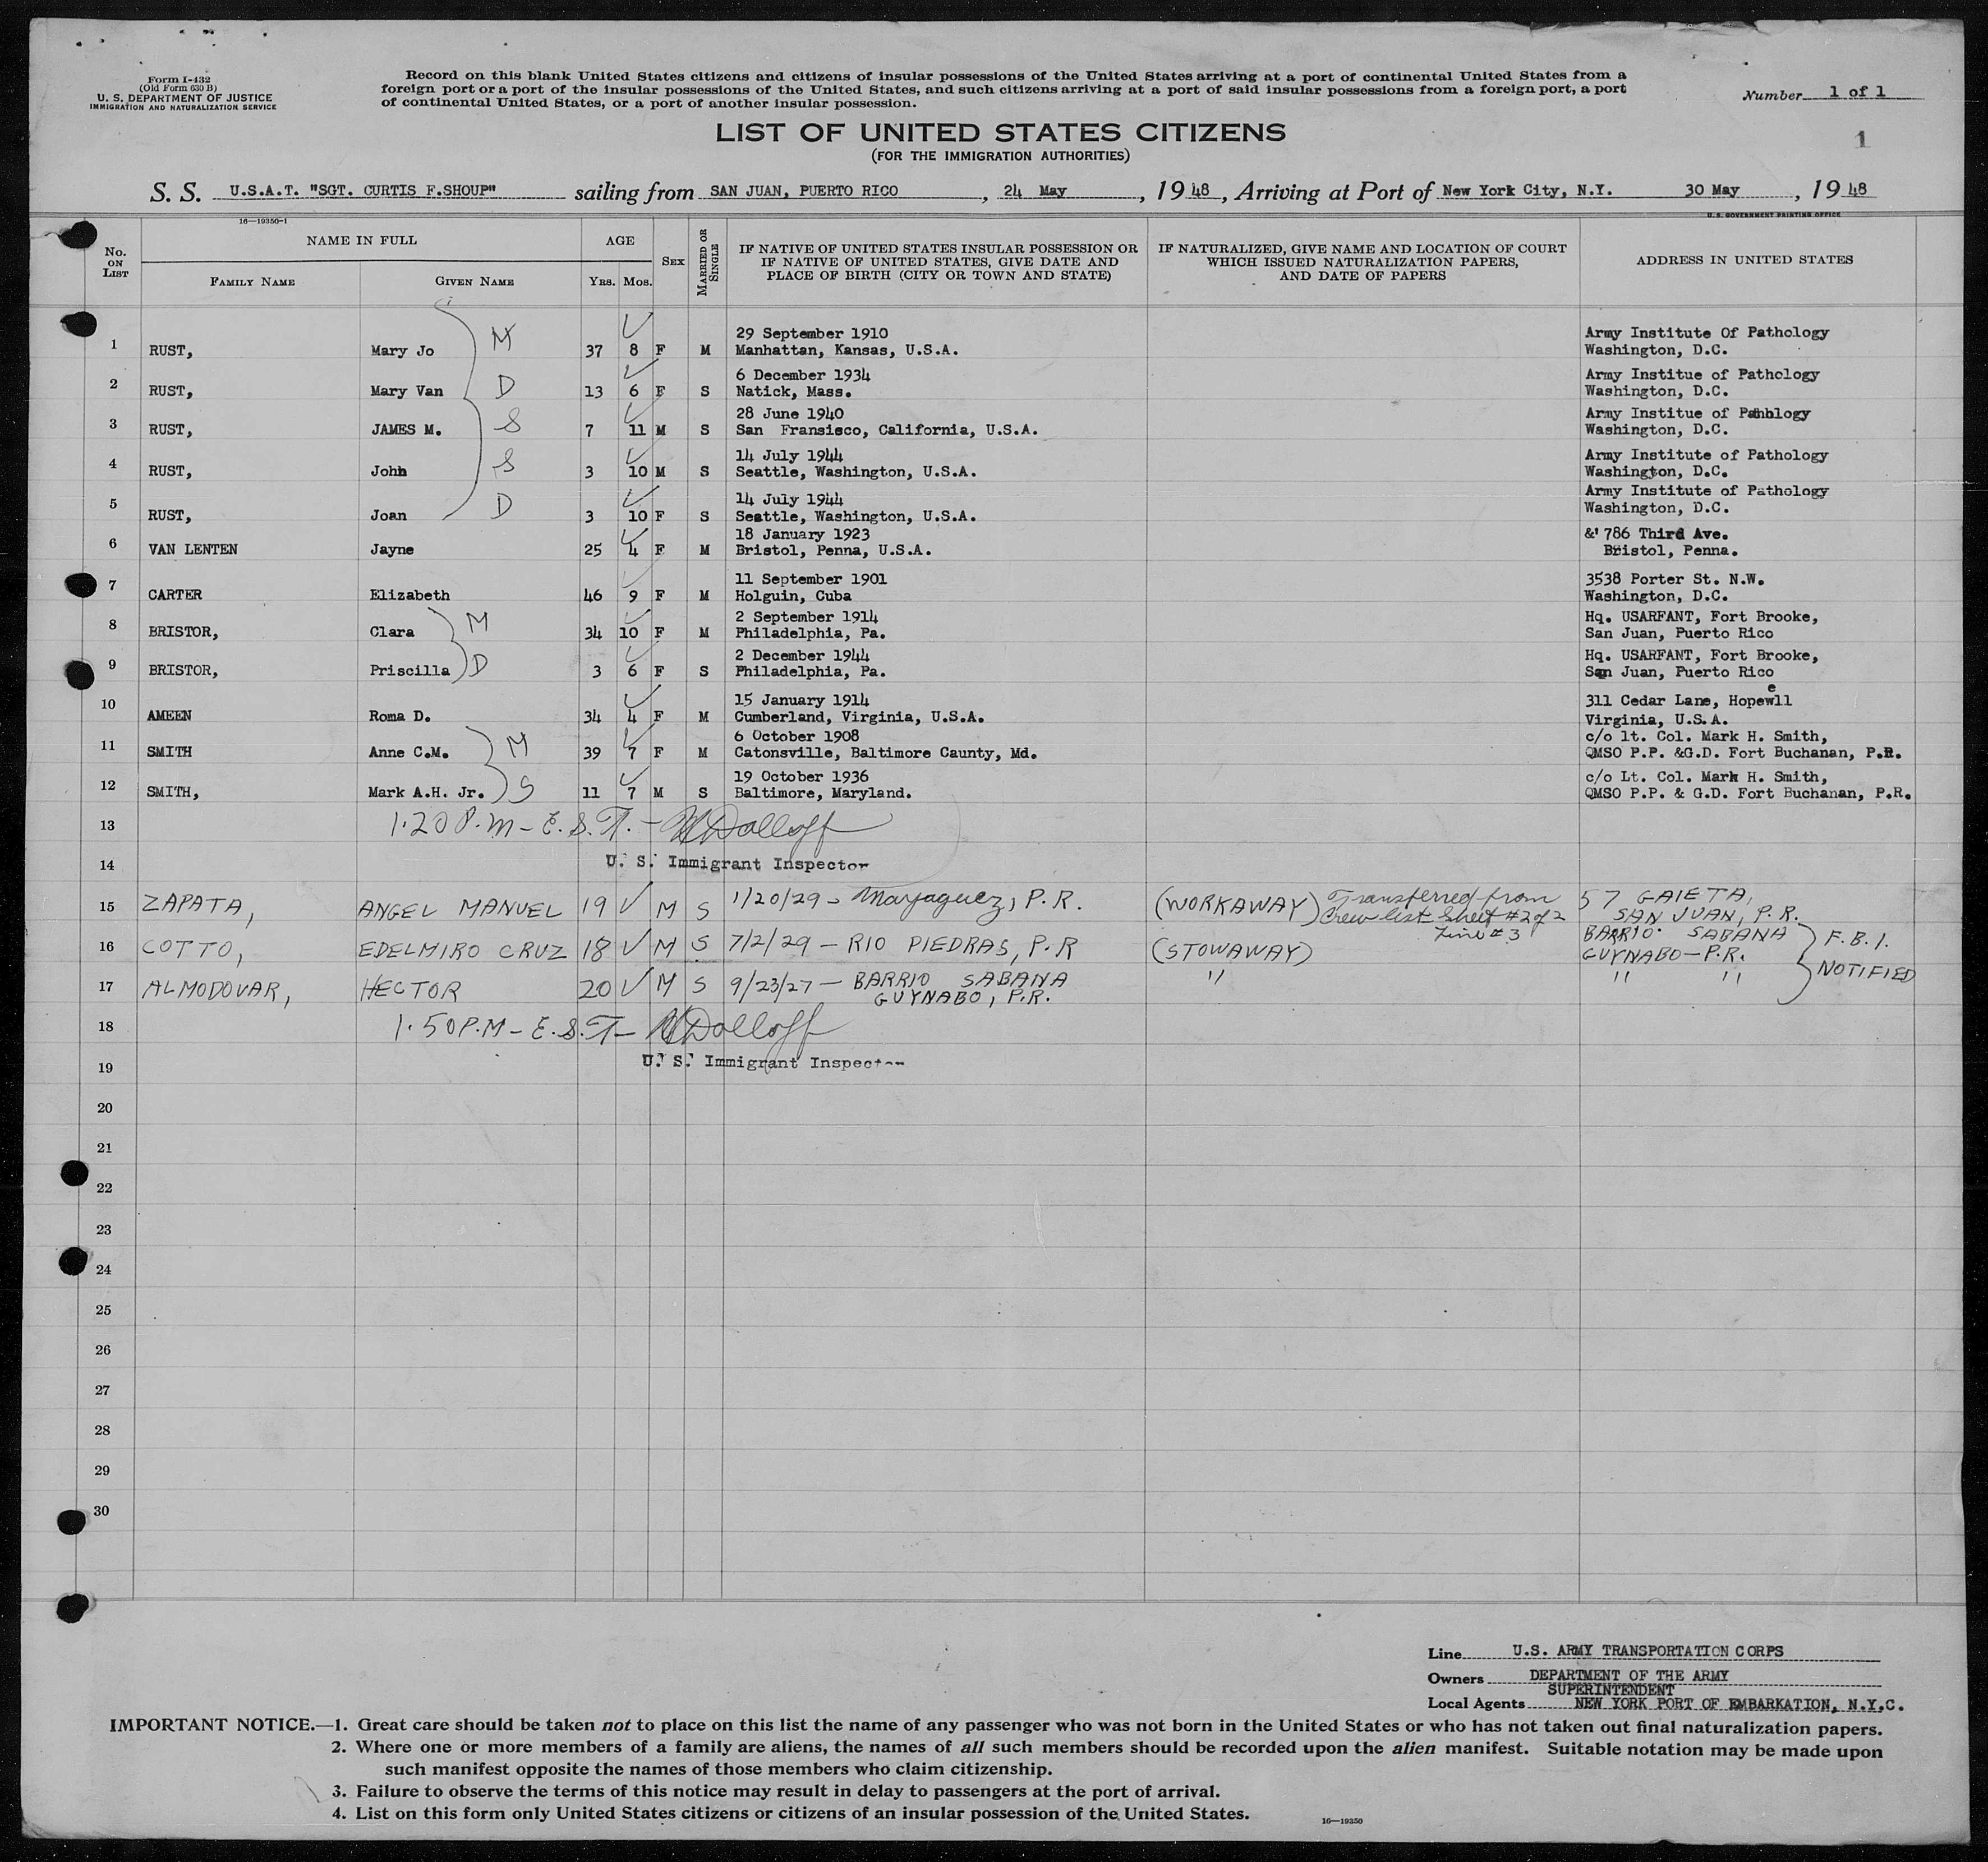 Form I-432
(Old Form 630 B)
U. S. DEPARTMENT OF JUSTICE
IMMIGRATION AND NATURALIZATION SERVICE
Record on this blank United States citizens and citizens of insular possessions of the United States arriving at a port of continental United States from a
foreign port or a port of the insular possessions of the United States, and such citizens arriving at a port of said insular possessions from a foreign port, a port
of continental United States, or a port of another insular possession.
Number 1 of 1
LIST OF UNITED STATES CITIZENS
(FOR THE IMMIGRATION AUTHORITIES)
1
S. S. U.S.A.T. "SGT. CURTIS F.SHOUP" sailing from SAN JUAN, PUERTO RICO, 24 May, 1948, Arriving at Port of New York City, N.Y. 30 May, 1948
16—19350-1
U. S. GOVERNMENT PRINTING OFFICE
No. ON LIST
NAME IN FULL
FAMILY NAME
GIVEN NAME
AGE
YRS. MOS.
SEX
MARRIED OR SINGLE
IF NATIVE OF UNITED STATES INSULAR POSSESSION OR
IF NATIVE OF UNITED STATES, GIVE DATE AND
PLACE OF BIRTH (CITY OR TOWN AND STATE)
IF NATURALIZED, GIVE NAME AND LOCATION OF COURT
WHICH ISSUED NATURALIZATION PAPERS,
AND DATE OF PAPERS
ADDRESS IN UNITED STATES
29 September 1910 Army Institute Of Pathology
1 RUST, Mary Jo M 37 8 F M Manhattan, Kansas, U.S.A. Washington, D.C.
6 December 1934 Army Institue of Pathology
2 RUST, Mary Van D 13 6 F S Natick, Mass. Washington, D.C.
28 June 1940 Army Institue of
3 RUST, JAMES M. S 7 11 M S San Fransisco, California, U.S.A. Washington, D.C.
14 July 1944 Army Institute of Pathology
4 RUST, John S 3 10 M S Seattle, Washington, U.S.A. Washington, D.C.
14 July 1944 Army Institute of Pathology
5 RUST, Joan D 3 10 F S Seattle, Washington, U.S.A. Washington, D.C.
18 January 1923 &' 786 Third Ave.
6 VAN LENTEN Jayne 25 4 F M Bristol, Penna, U.S.A. Bristol, Penna.
11 September 1901 3538 Porter St. N.W.
7 CARTER Elizabeth 46 9 F M Holguin, Cuba Washington, D.C.
2 September 1914 Hq. USARFANT, Fort Brooke,
8 BRISTOR, Clara M 34 10 F M Philadelphia, Pa. San Juan, Puerto Rico
2 December 1944 Hq. USARFANT, Fort Brooke,
9 BRISTOR, Priscilla D 3 6 F S Philadelphia, Pa. San Juan, Puerto Rico
15 January 1914 311 Cedar Lane, Hopewell
10 AMEEN Roma D. 34 4 F M Cumberland, Virginia, U.S.A. Virginia, U.S.A.
6 October 1908 c/o lt. Col. Mark H. Smith,
11 SMITH Anne C.M. M 39 7 F M Catonsville, Baltimore Caunty, Md. QMSO P.P. &G.D. Fort Buchanan, P.R.
19 October 1936 c/o Lt. Col. Mark H. Smith,
12 SMITH, Mark A.H. Jr. S 11 7 M S Baltimore, Maryland. QMSO P.P. & G.D. Fort Buchanan, P.R.
13 1.20 P.M - E.S.T. - Dolloff
14 U. S. Immigrant Inspector
15 ZAPATA, ANGEL MANUEL 19 M S 1/20/29 - Mayaguez, P.R. (WORKAWAY) Transferred from
Crew list Sheet #2 of 2
Line #3
57 GAIETA,
SAN JUAN, P.R.
16 COTTO, EDELMIRO CRUZ 18 M S 7/2/29 - RIO PIEDRAS, P.R (STOWAWAY) BARRIO SABANA
GUYNABO - P.R.
17 ALMODOVAR, HECTOR 20 M S 9/23/27 - BARRIO SABANA
GUYNABO, P.R.
" " "
F.B.I.
NOTIFIED
18 1.50 P.M - E.S.T - Dolloff
19 U. S. Immigrant Inspector
20
21
22
23
24
25
26
27
28
29
30
Line U.S. ARMY TRANSPORTATION CORPS
Owners DEPARTMENT OF THE ARMY
SUPERINTENDENT
Local Agents NEW YORK PORT OF EMBARKATION, N.Y.C.
IMPORTANT NOTICE.—1. Great care should be taken not to place on this list the name of any passenger who was not born in the United States or who has not taken out final naturalization papers.
2. Where one or more members of a family are aliens, the names of all such members should be recorded upon the alien manifest. Suitable notation may be made upon
such manifest opposite the names of those members who claim citizenship.
3. Failure to observe the terms of this notice may result in delay to passengers at the port of arrival.
4. List on this form only United States citizens or citizens of an insular possession of the United States.
16—19350